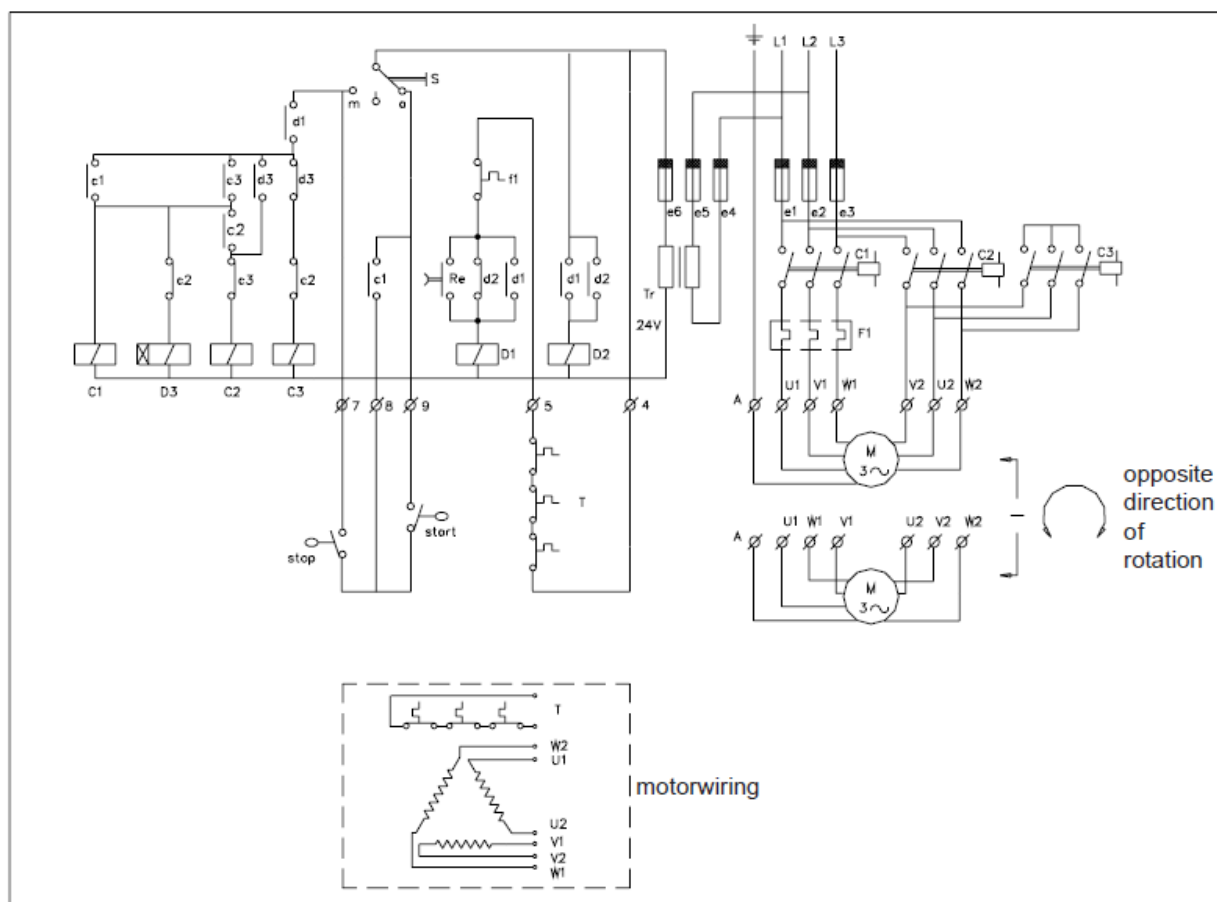 L1 L2 L3
S
m a
d1
c1 c3 d3 d3
f1
e6 e5 e4 e1 e2 e3
c2
c2 c3 c2 c1 Re d2 d1 d1 d2
Tr
24V
C1 C2 C3
F1
D1 D2
C1 D3 C2 C3
7 8 9 5 4
A U1 V1 W1 V2 U2 W2
M
3
T
stop start
opposite
direction
of
rotation
A U1 W1 V1 U2 V2 W2
M
3
T
W2
U1
motorwiring
U2
V1
V2
W1